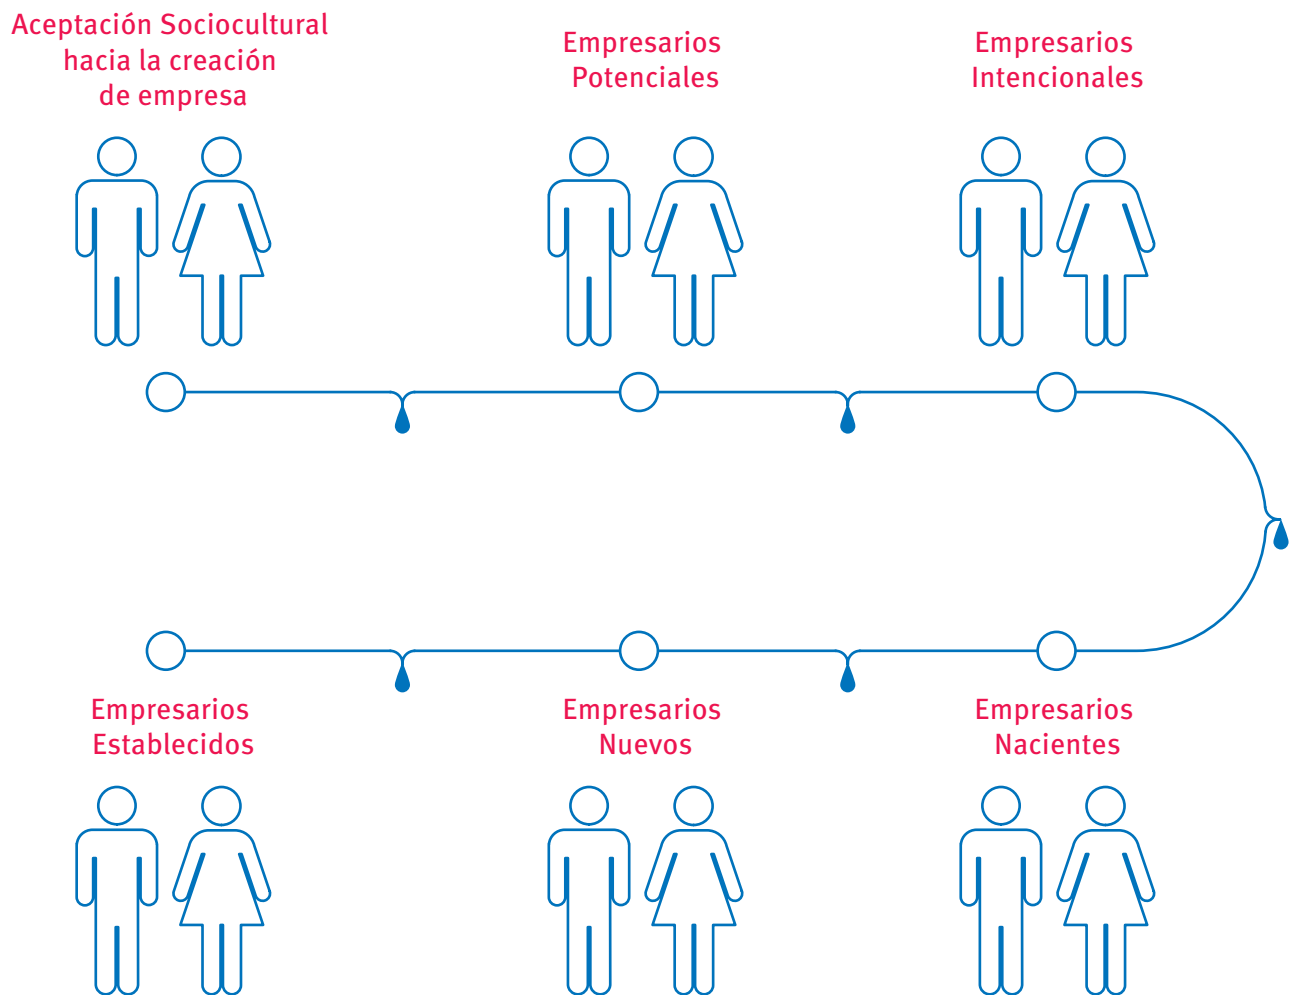 Aceptación Sociocultural
hacia la creación
de empresa
Empresarios
Potenciales
Empresarios
Intencionales
Empresarios
Establecidos
Empresarios
Nuevos
Empresarios
Nacientes